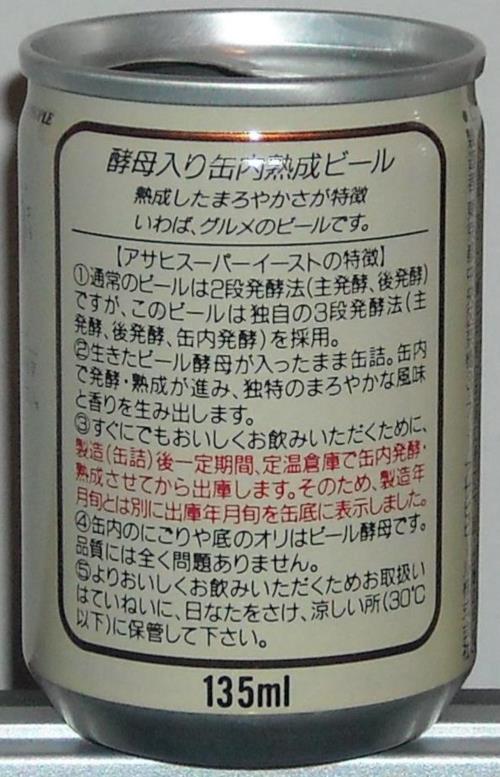 PLE
酵母入り缶内熟成ビール
熟成したまろやかさが特徴
いわば、グルメのビールです。
【アサヒスーパーイーストの特徴】
①通常のビールは2段発酵法(主発酵、後発酵)
ですが、このビールは独自の3段発酵法(主
発酵、後発酵、缶内発酵)を採用。
②生きたビール酵母が入ったまま缶詰。缶内
で発酵・熟成が進み、独特のまろやかな風味
と香りを生み出します。
③すぐにでもおいしくお飲みいただくために、
製造(缶詰)後一定期間、定温倉庫で缶内発酵・
熟成させてから出庫します。そのため、製造年
月旬とは別に出庫年月旬を缶底に表示しました。
④缶内のにごりや底のオリはビール酵母です。
品質には全く問題ありません。
⑤よりおいしくお飲みいただくためお取扱い
はていねいに、日なたをさけ、涼しい所(30℃
以下)に保管して下さい。
135ml